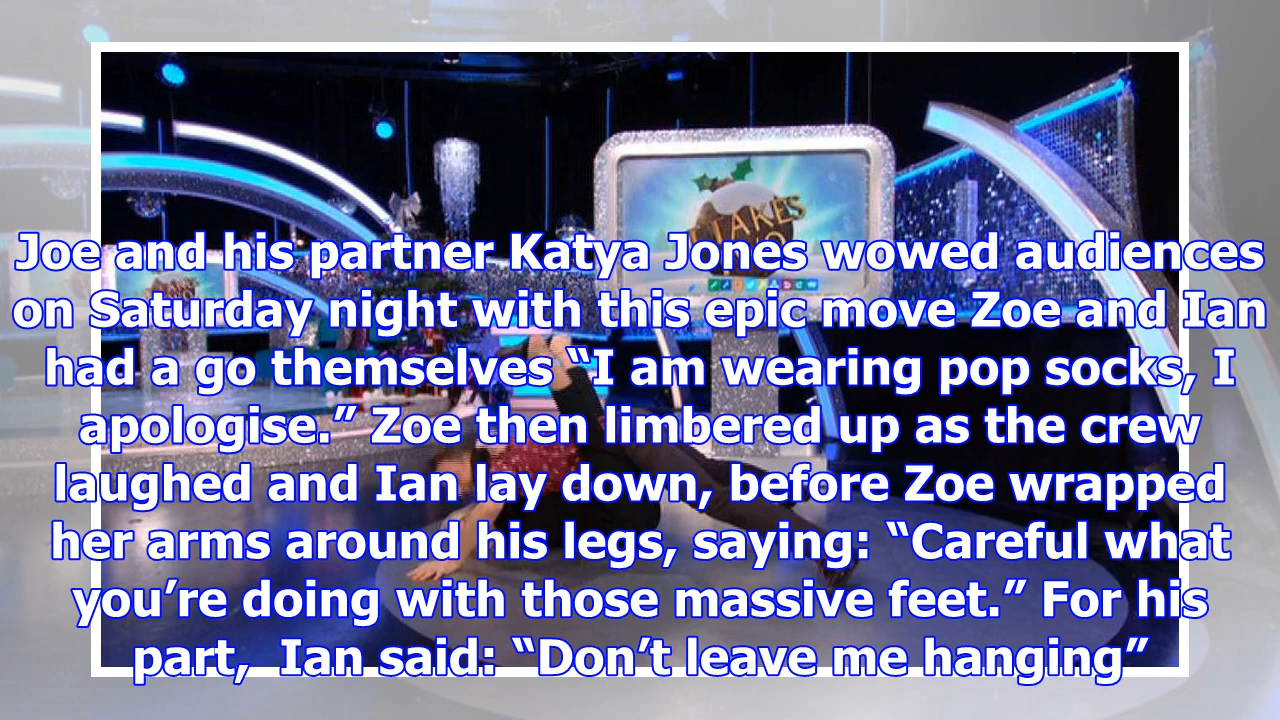 IT TAKES
TWO
Joe and his partner Katya Jones wowed audiences
on Saturday night with this epic move Zoe and Ian
had a go themselves “I am wearing pop socks, I
apologise.” Zoe then limbered up as the crew
laughed and Ian lay down, before Zoe wrapped
her arms around his legs, saying: “Careful what
you’re doing with those massive feet.” For his
part,  Ian said: “Don’t leave me hanging”